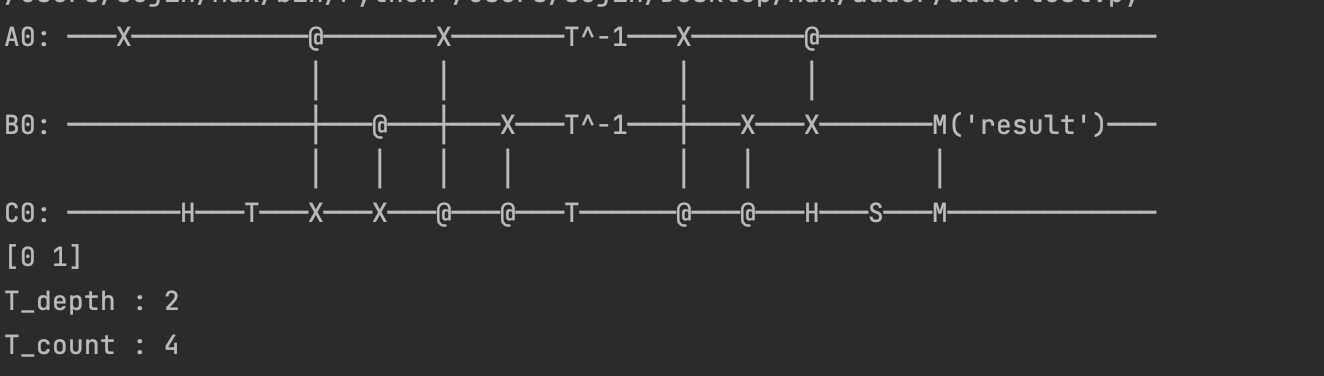 A0: ───X───────────@───────X───────T^-1───X───────@─────────────────────
│ │ │ │
B0: ───────────────┼───@───┼───X───T^-1───┼───X───X───────M('result')───
│ │ │ │ │ │ │
C0: ───────H───T───X───X───@───@───T──────@───@───H───S───M─────────────
[0 1]
T_depth : 2
T_count : 4